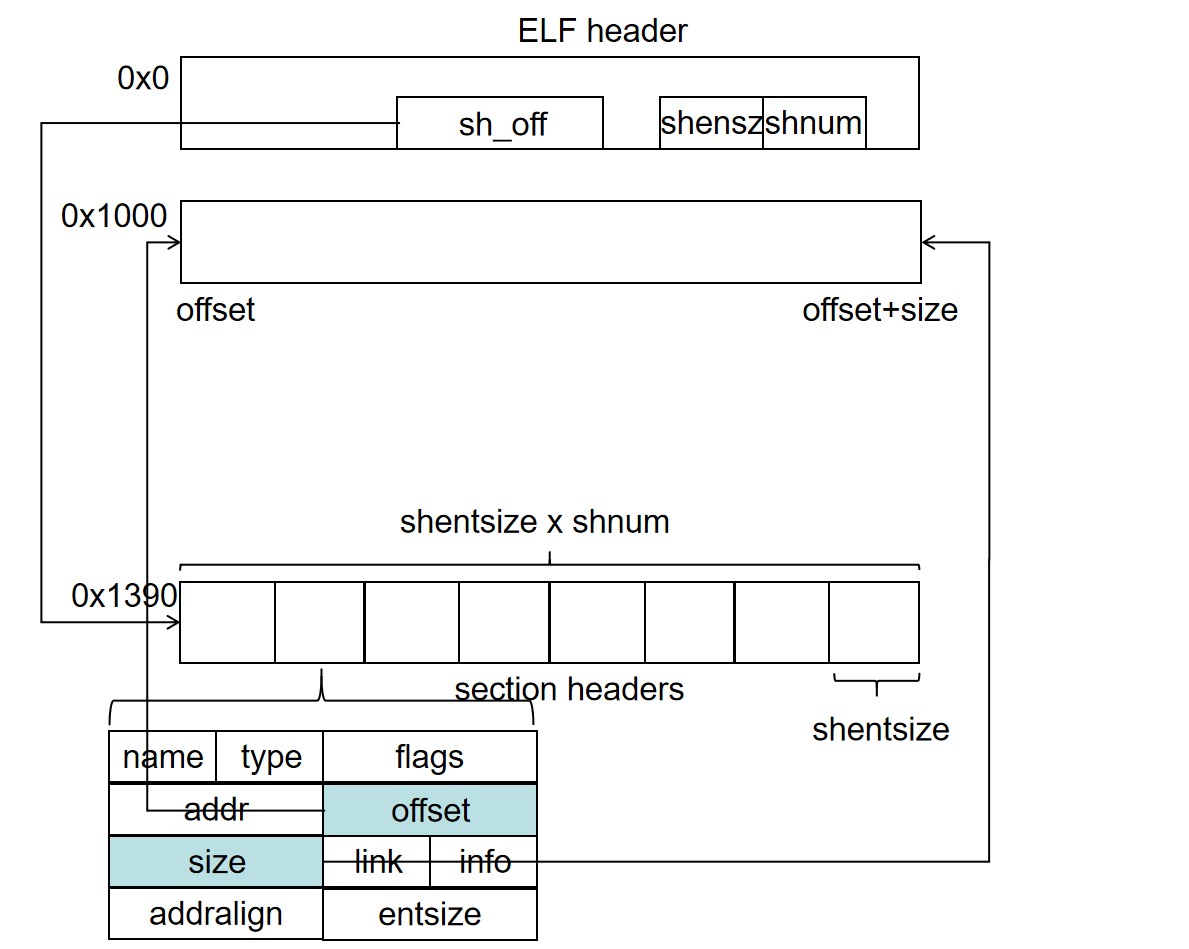 ELF header
0x0
sh_off
shensz
shnum
0x1000
offset
offset+size
shentsize x shnum
0x1390
section headers
shentsize
name
type
flags
addr
offset
size
link
info
addralign
entsize